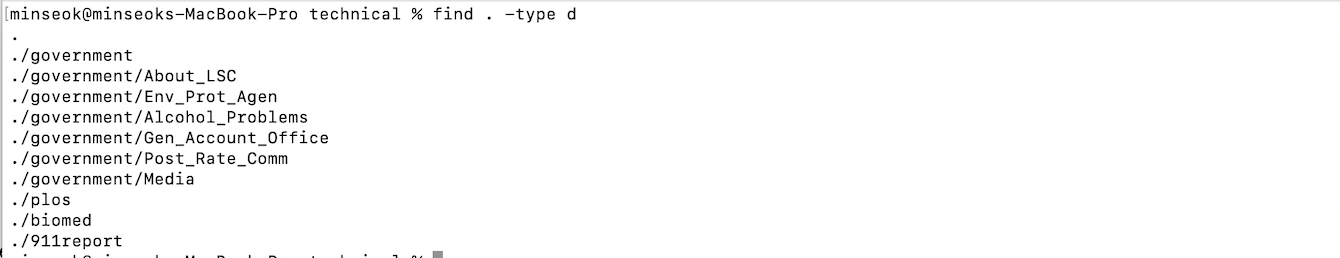 [minseok@minseoks-MacBook-Pro technical % find . -type d
.
./government
./government/About_LSC
./government/Env_Prot_Agen
./government/Alcohol_Problems
./government/Gen_Account_Office
./government/Post_Rate_Comm
./government/Media
./plos
./biomed
./911report